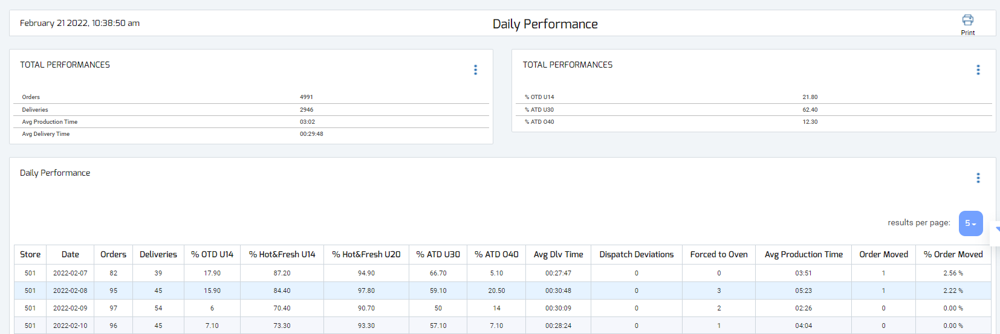 February 21 2022, 10:38:50 am
Daily Performance
Print
TOTAL PERFORMANCES
Orders 4991
Deliveries 2946
Avg Production Time 03:02
Avg Delivery Time 00:29:48
TOTAL PERFORMANCES
% OTD U14 21.80
% ATD U30 62.40
% ATD O40 12.30
Daily Performance
results per page: 5
Store Date Orders Deliveries % OTD U14 % Hot&Fresh U14 % Hot&Fresh U20 % ATD U30 % ATD O40 Avg Dlv Time Dispatch Deviations Forced to Oven Avg Production Time Order Moved % Order Moved
501 2022-02-07 82 39 17.90 87.20 94.90 66.70 5.10 00:27:47 0 0 03:51 1 2.56 %
501 2022-02-08 95 45 15.90 84.40 97.80 59.10 20.50 00:30:48 0 3 05:23 1 2.22 %
501 2022-02-09 97 54 6 70.40 90.70 50 14 00:30:09 0 2 02:26 0 0.00 %
501 2022-02-10 96 45 7.10 73.30 93.30 57.10 7.10 00:28:24 0 1 04:04 0 0.00 %